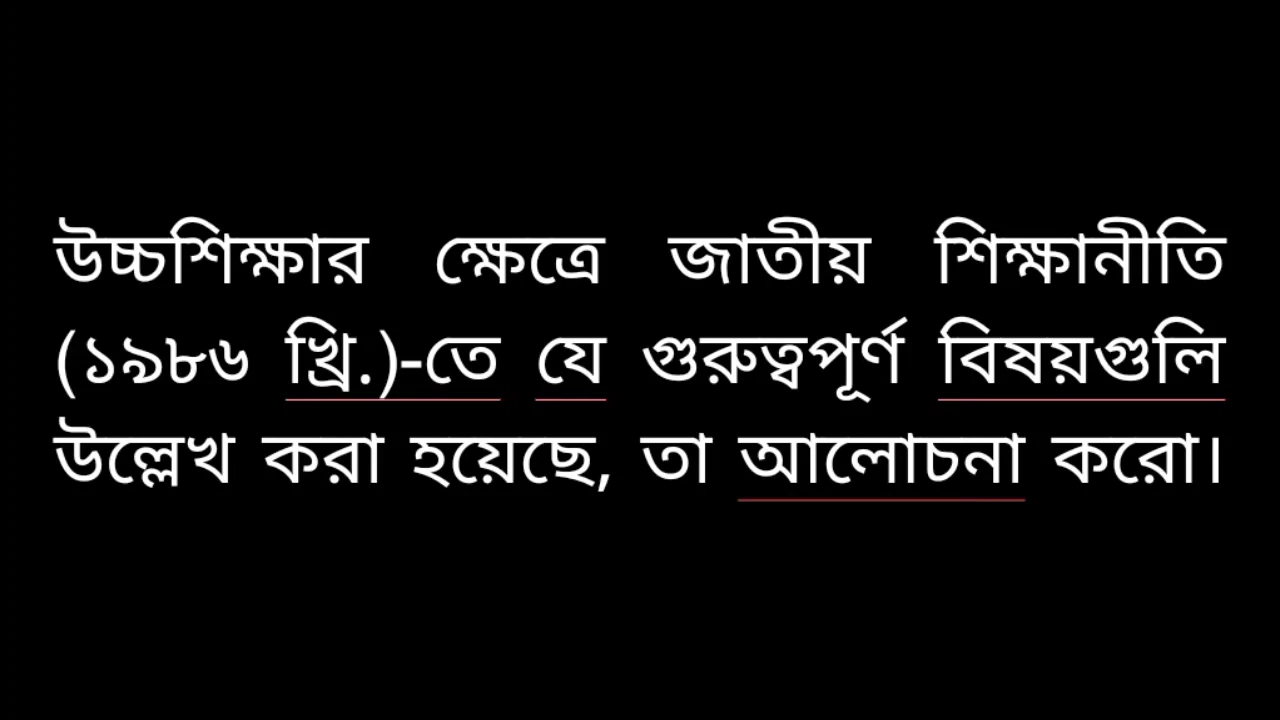 উচ্চশিক্ষার ক্ষেত্রে জাতীয় শিক্ষানীতি
(১৯৮৬ খ্রি.)-তে যে গুরুত্বপূর্ণ বিষয়গুলি
উল্লেখ করা হয়েছে, তা আলোচনা করো।